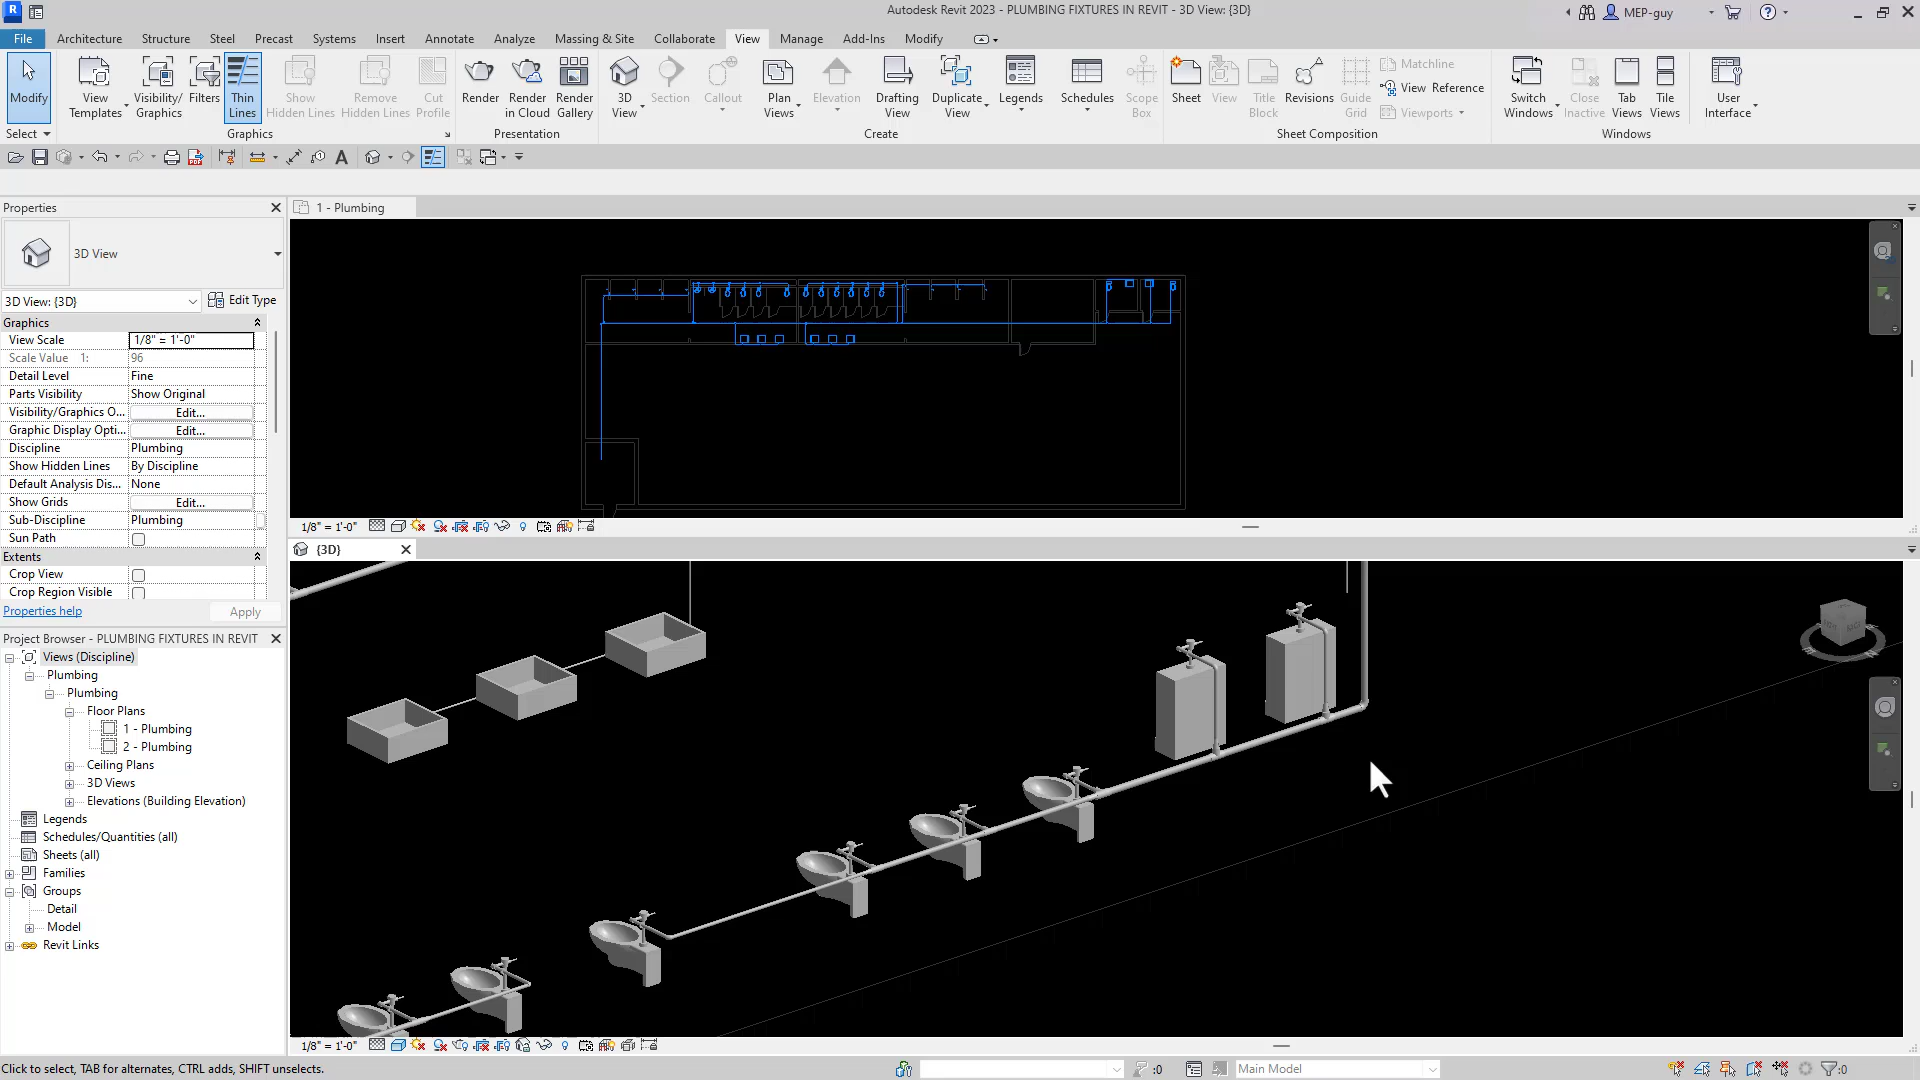 Autodesk Revit 2023 - PLUMBING FIXTURES IN REVIT - 3D View: {3D}
MEP-guy
File Architecture Structure Steel Precast Systems Insert Annotate Analyze Massing & Site Collaborate View Manage Add-Ins Modify
Modify
View Templates
Visibility/ Graphics
Filters
Thin Lines
Show Hidden Lines
Remove Hidden Lines
Cut Profile
Render
Render in Cloud
Render Gallery
3D View
Section
Callout
Plan Views
Elevation
Drafting View
Duplicate View
Legends
Schedules
Scope Box
Sheet
View
Title Block
Revisions
Guide Grid
Matchline
View Reference
Viewports
Switch Windows
Close Inactive
Tab Views
Tile Views
User Interface
Select
Graphics
Presentation
Create
Sheet Composition
Windows
Properties
3D View
3D View: {3D}
Edit Type
Graphics
View Scale 1/8" = 1'-0"
Scale Value 1: 96
Detail Level Fine
Parts Visibility Show Original
Visibility/Graphics O... Edit...
Graphic Display Opti... Edit...
Discipline Plumbing
Show Hidden Lines By Discipline
Default Analysis Dis... None
Show Grids Edit...
Sub-Discipline Plumbing
Sun Path
Extents
Crop View
Crop Region Visible
Properties help
Apply
Project Browser - PLUMBING FIXTURES IN REVIT
Views (Discipline)
Plumbing
Plumbing
Floor Plans
1 - Plumbing
2 - Plumbing
Ceiling Plans
3D Views
Elevations (Building Elevation)
Legends
Schedules/Quantities (all)
Sheets (all)
Families
Groups
Detail
Model
Revit Links
1 - Plumbing
1/8" = 1'-0"
{3D}
1/8" = 1'-0"
Click to select, TAB for alternates, CTRL adds, SHIFT unselects.
:0
Main Model
:0